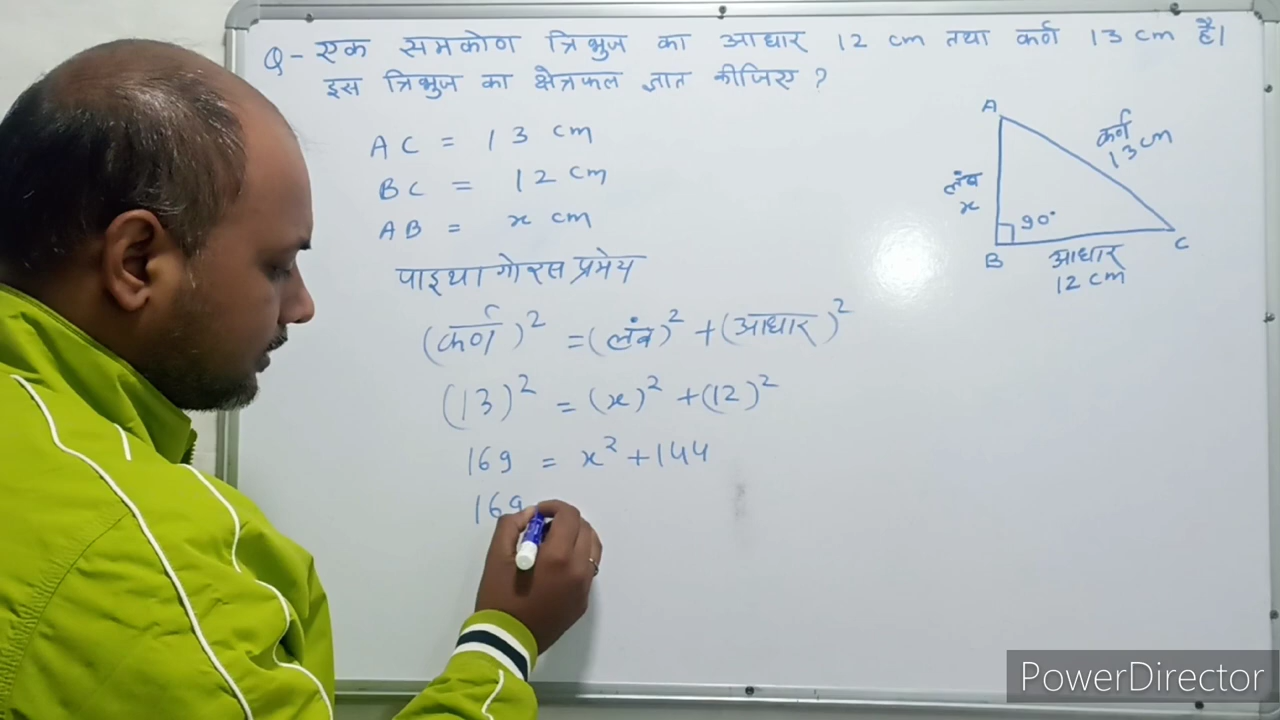 Q - एक समकोण त्रिभुज का आधार 12 cm तथा कर्ण 13 cm है।
इस त्रिभुज का क्षेत्रफल ज्ञात कीजिए ?
AC = 13 cm
BC = 12 cm
AB = x cm
पाइथागोरस प्रमेय
(कर्ण)² = (लंब)² + (आधार)²
(13)² = (x)² + (12)²
169 = x² + 144
169
A
कर्ण
13 cm
लंब
x
90°
B
आधार
C
12 cm
PowerDirector